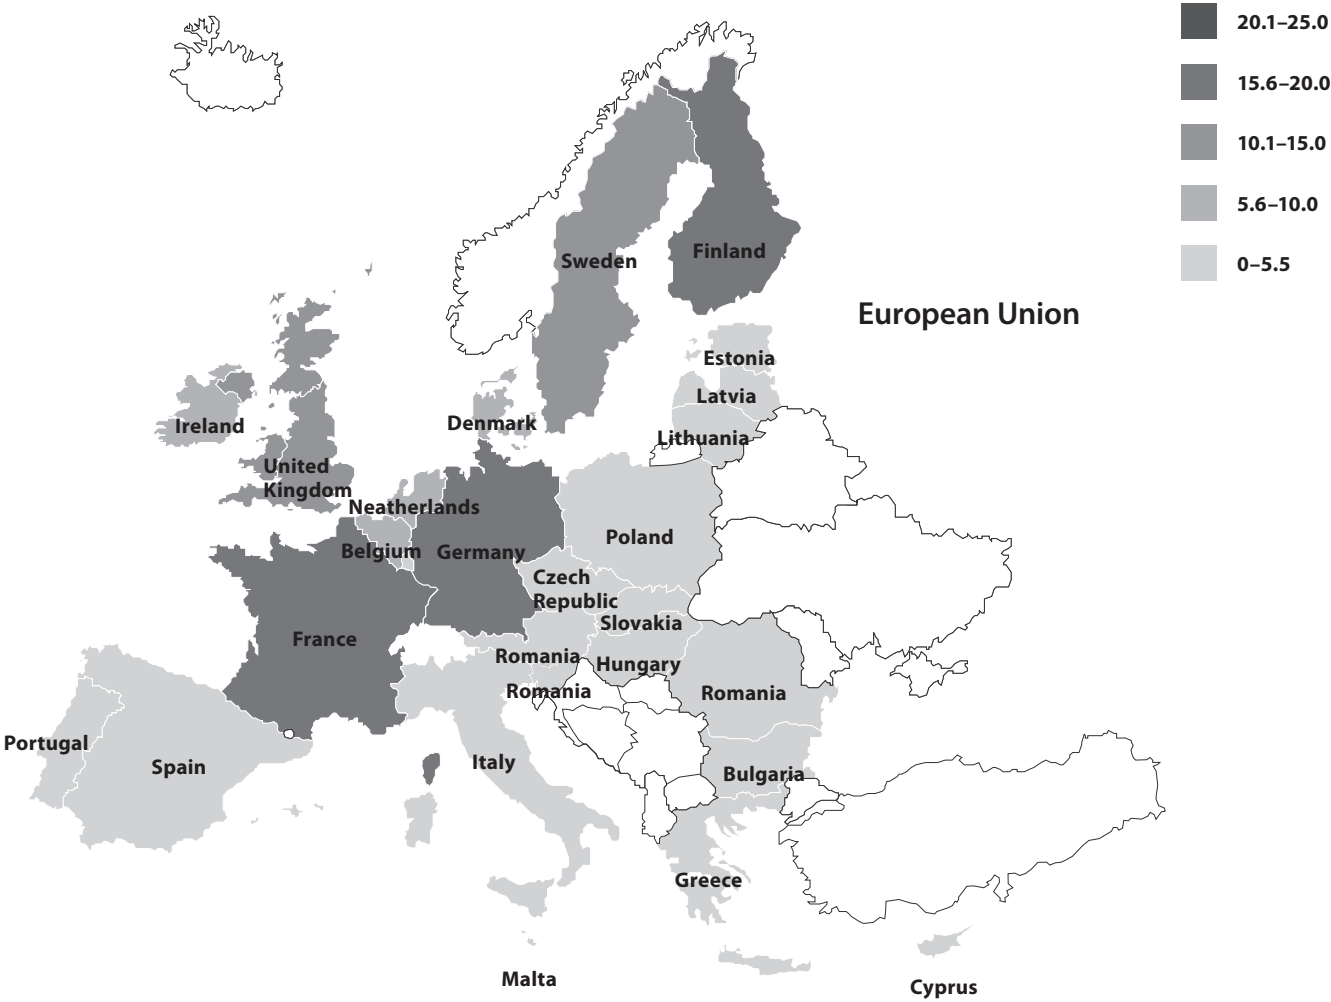 20.1–25.0
15.6–20.0
10.1–15.0
5.6–10.0
0–5.5
European Union
Finland
Sweden
Estonia
Latvia
Denmark
Ireland
Lithuania
United
Kingdom
Neatherlands
Poland
Belgium
Germany
Czech
Republic
Slovakia
France
Romania
Hungary
Romania
Romania
Portugal
Italy
Spain
Bulgaria
Greece
Malta
Cyprus